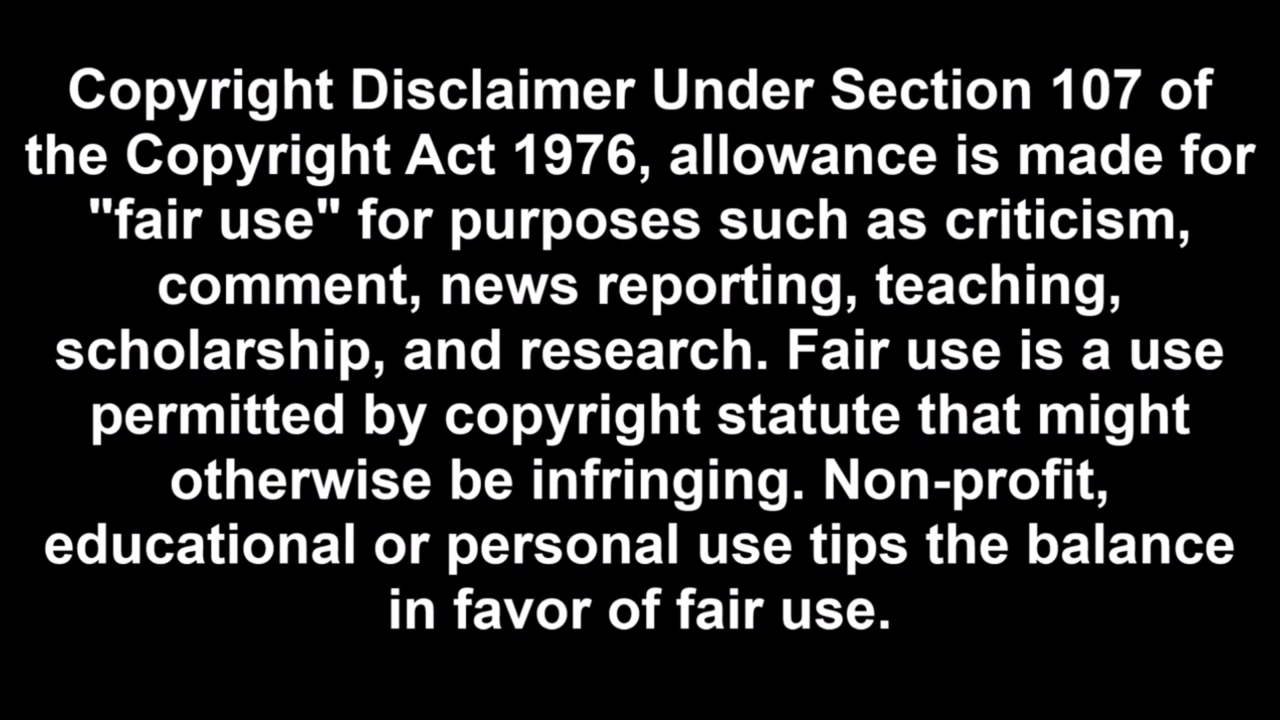 Copyright Disclaimer Under Section 107 of
the Copyright Act 1976, allowance is made for
"fair use" for purposes such as criticism,
comment, news reporting, teaching,
scholarship, and research. Fair use is a use
permitted by copyright statute that might
otherwise be infringing. Non-profit,
educational or personal use tips the balance
in favor of fair use.